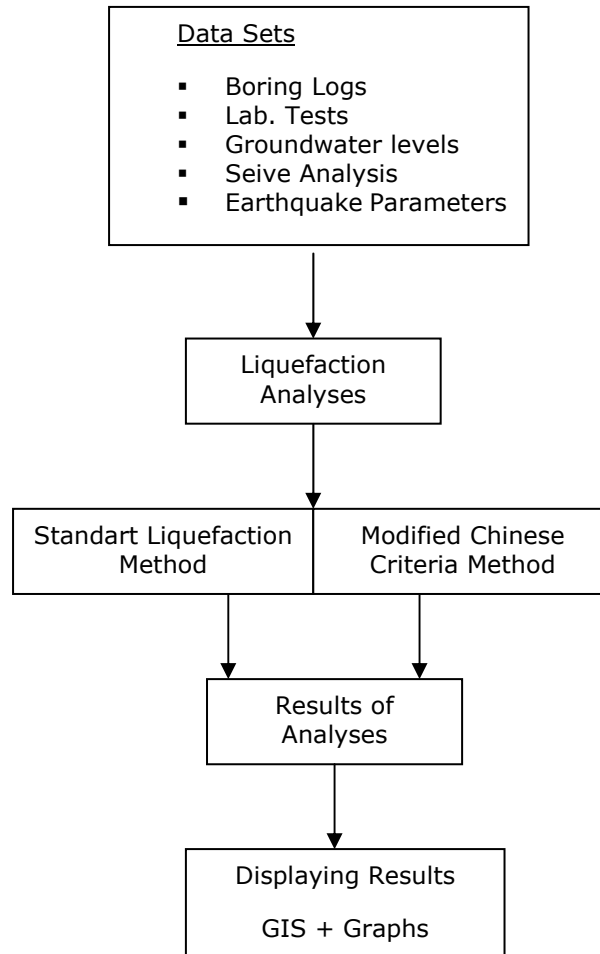 Data Sets
▪ Boring Logs
▪ Lab. Tests
▪ Groundwater levels
▪ Seive Analysis
▪ Earthquake Parameters
Liquefaction
Analyses
Standart Liquefaction
Method
Modified Chinese
Criteria Method
Results of
Analyses
Displaying Results
GIS + Graphs